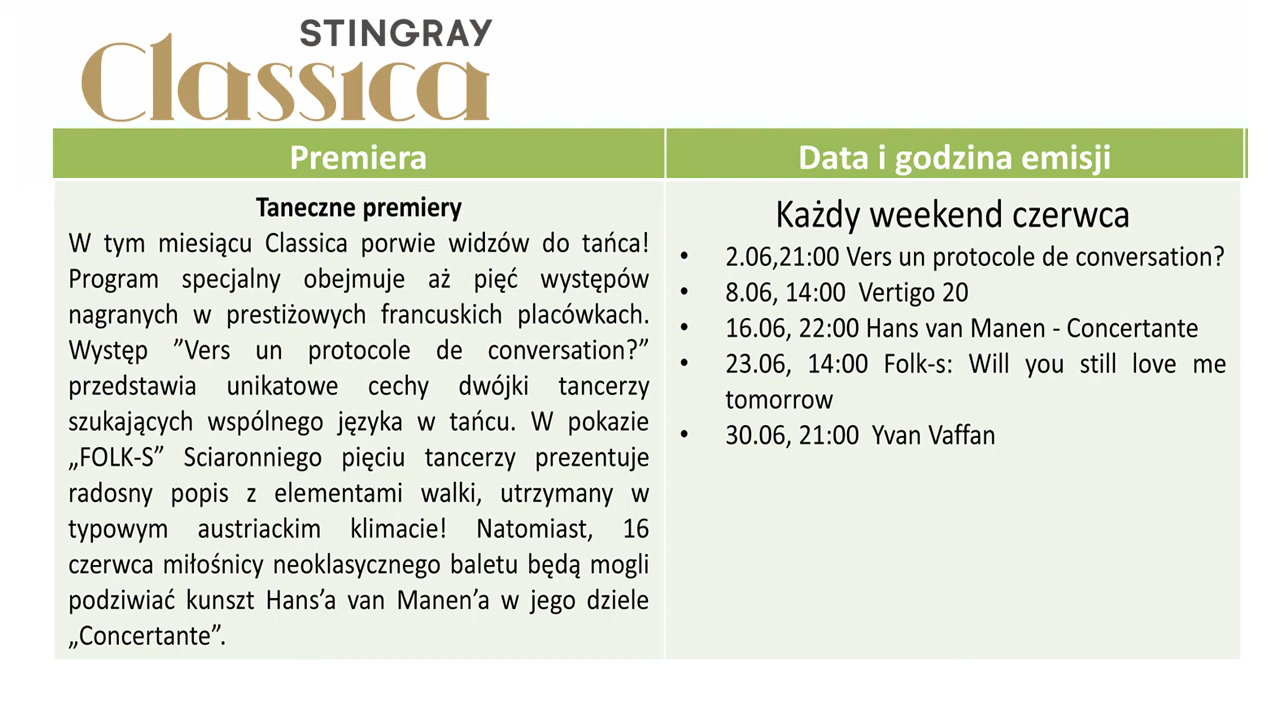 STINGRAY
Classica
Premiera
Data i godzina emisji
Taneczne premiery
W tym miesiącu Classica porwie widzów do tańca!
Program specjalny obejmuje aż pięć występów
nagranych w prestiżowych francuskich placówkach.
Występ ”Vers un protocole de conversation?”
przedstawia unikatowe cechy dwójki tancerzy
szukających wspólnego języka w tańcu. W pokazie
„FOLK-S” Sciaronniego pięciu tancerzy prezentuje
radosny popis z elementami walki, utrzymany w
typowym austriackim klimacie! Natomiast, 16
czerwca miłośnicy neoklasycznego baletu będą mogli
podziwiać kunszt Hans’a van Manen’a w jego dziele
„Concertante”.
Każdy weekend czerwca
• 2.06,21:00 Vers un protocole de conversation?
• 8.06, 14:00 Vertigo 20
• 16.06, 22:00 Hans van Manen - Concertante
• 23.06, 14:00 Folk-s: Will you still love me
tomorrow
• 30.06, 21:00 Yvan Vaffan